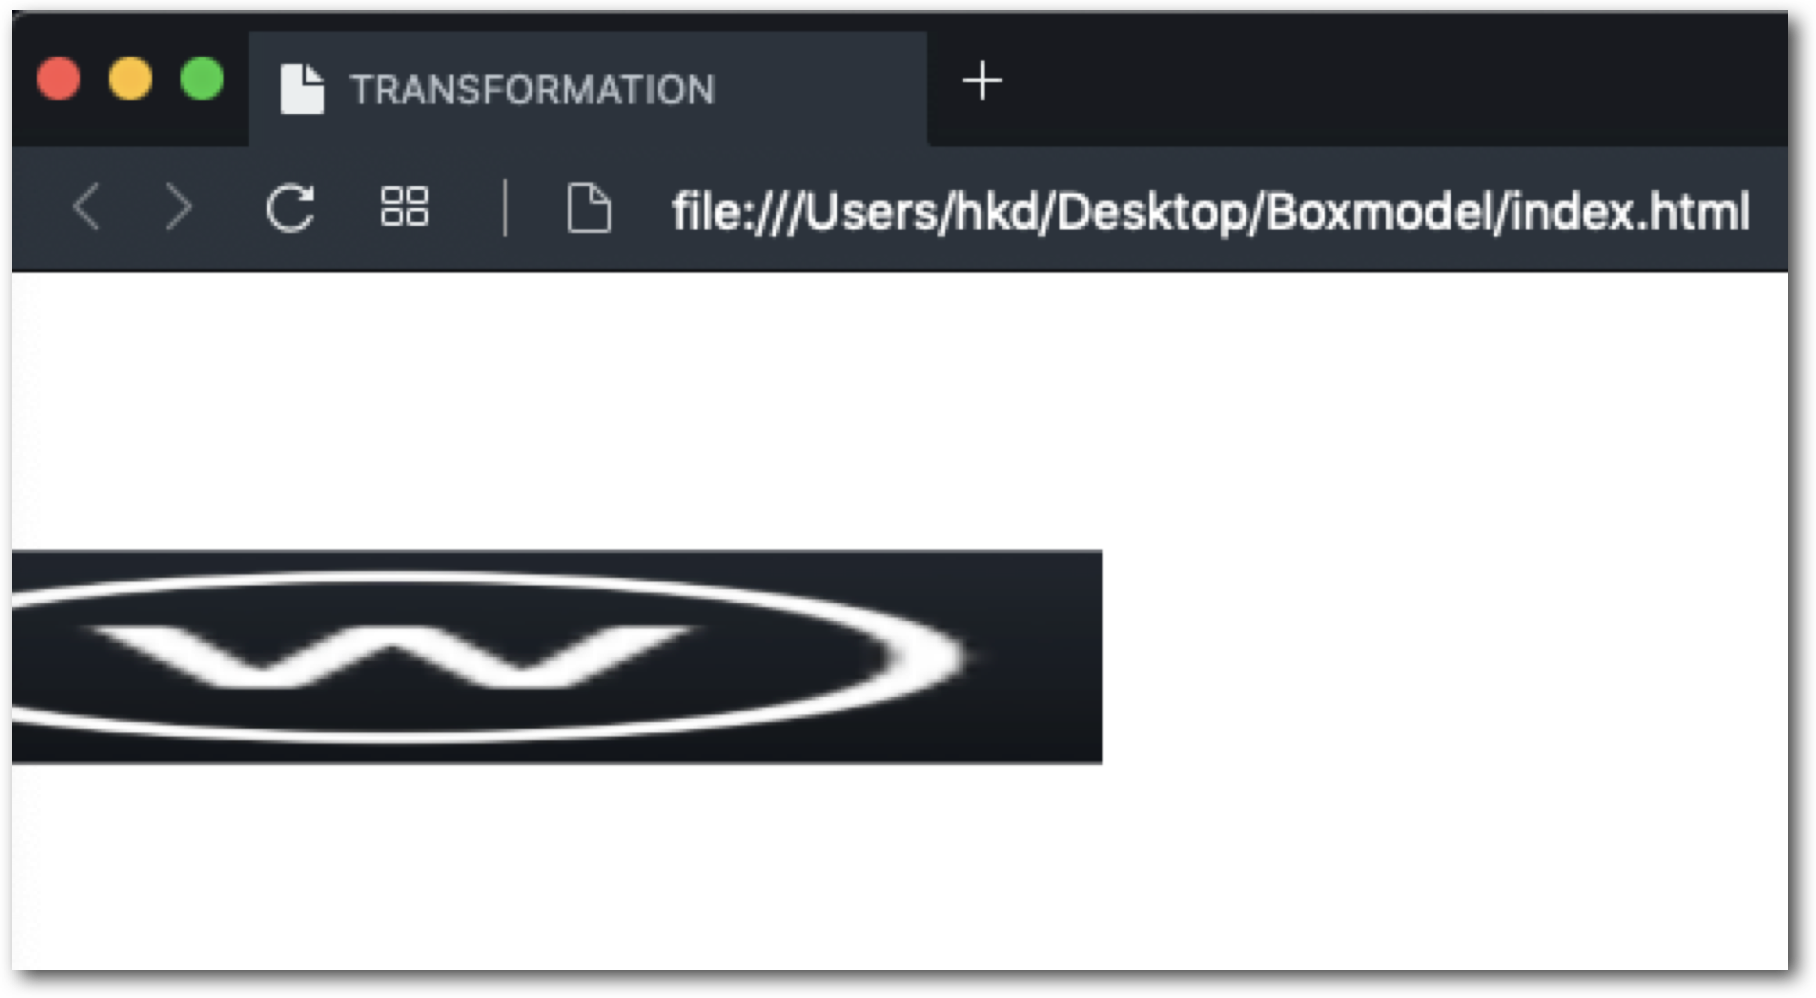 TRANSFORMATION
file:///Users/hkd/Desktop/Boxmodel/index.html
W